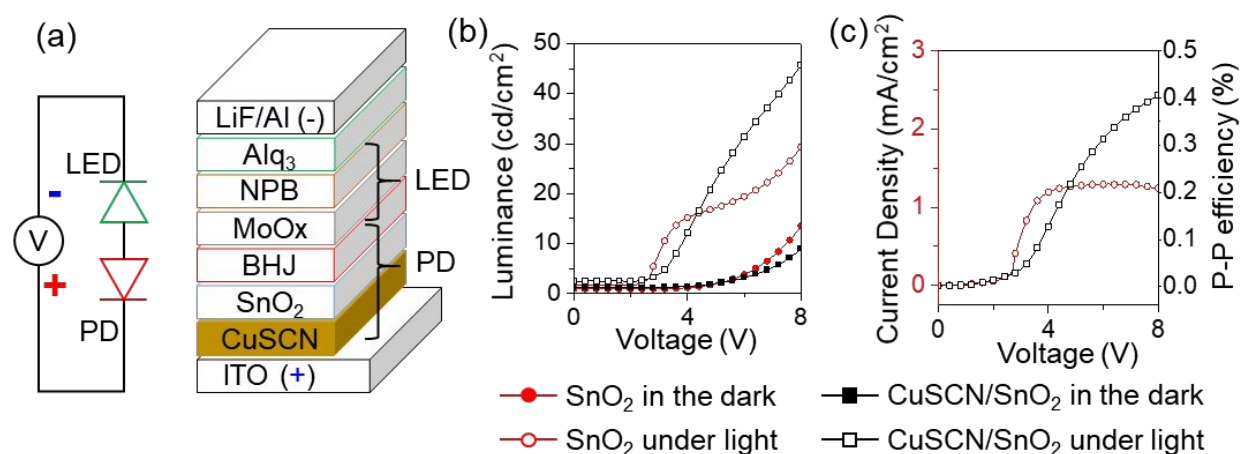 (a)
LED
-
V
+
PD
LiF/Al (-)
Alq₃
NPB
MoOx
BHJ
SnO₂
CuSCN
ITO (+)
LED
PD
(b)
Luminance (cd/cm²)
50
40
30
20
10
0
0
4
8
Voltage (V)
(c)
Current Density (mA/cm²)
3
2
1
0
0
4
8
Voltage (V)
0.5
0.4
0.3
0.2
0.1
0.0
P-P efficiency (%)
SnO₂ in the dark
CuSCN/SnO₂ in the dark
SnO₂ under light
CuSCN/SnO₂ under light